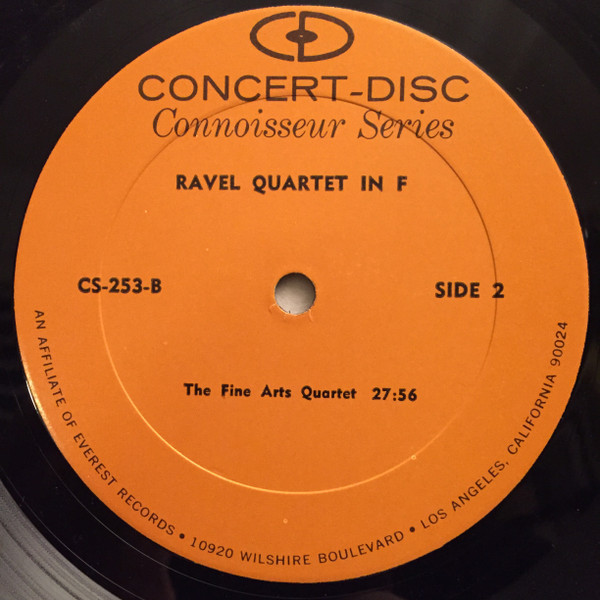 CD
CONCERT-DISC
Connoisseur Series
RAVEL QUARTET IN F
CS-253-B
SIDE 2
The Fine Arts Quartet 27:56
AN AFFILIATE OF EVEREST RECORDS • 10920 WILSHIRE BOULEVARD • LOS ANGELES, CALIFORNIA 90024